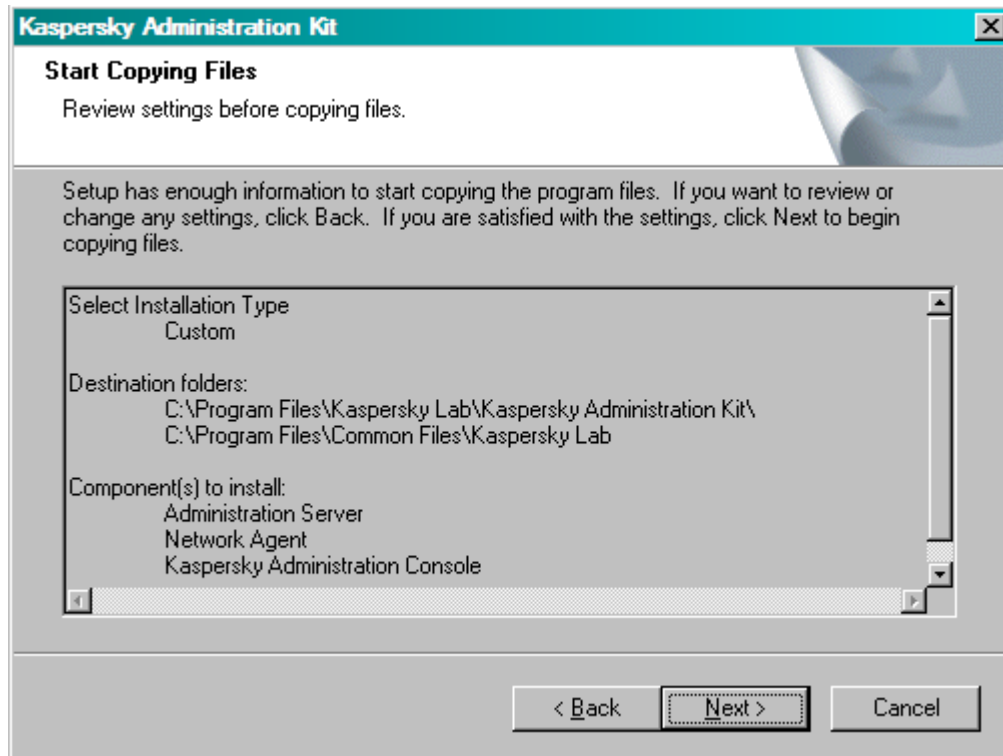 Kaspersky Administration Kit
Start Copying Files
Review settings before copying files.
Setup has enough information to start copying the program files.  If you want to review or
change any settings, click Back.  If you are satisfied with the settings, click Next to begin
copying files.
Select Installation Type
Custom
Destination folders:
C:\Program Files\Kaspersky Lab\Kaspersky Administration Kit\
C:\Program Files\Common Files\Kaspersky Lab
Component(s) to install:
Administration Server
Network Agent
Kaspersky Administration Console
< Back
Next >
Cancel